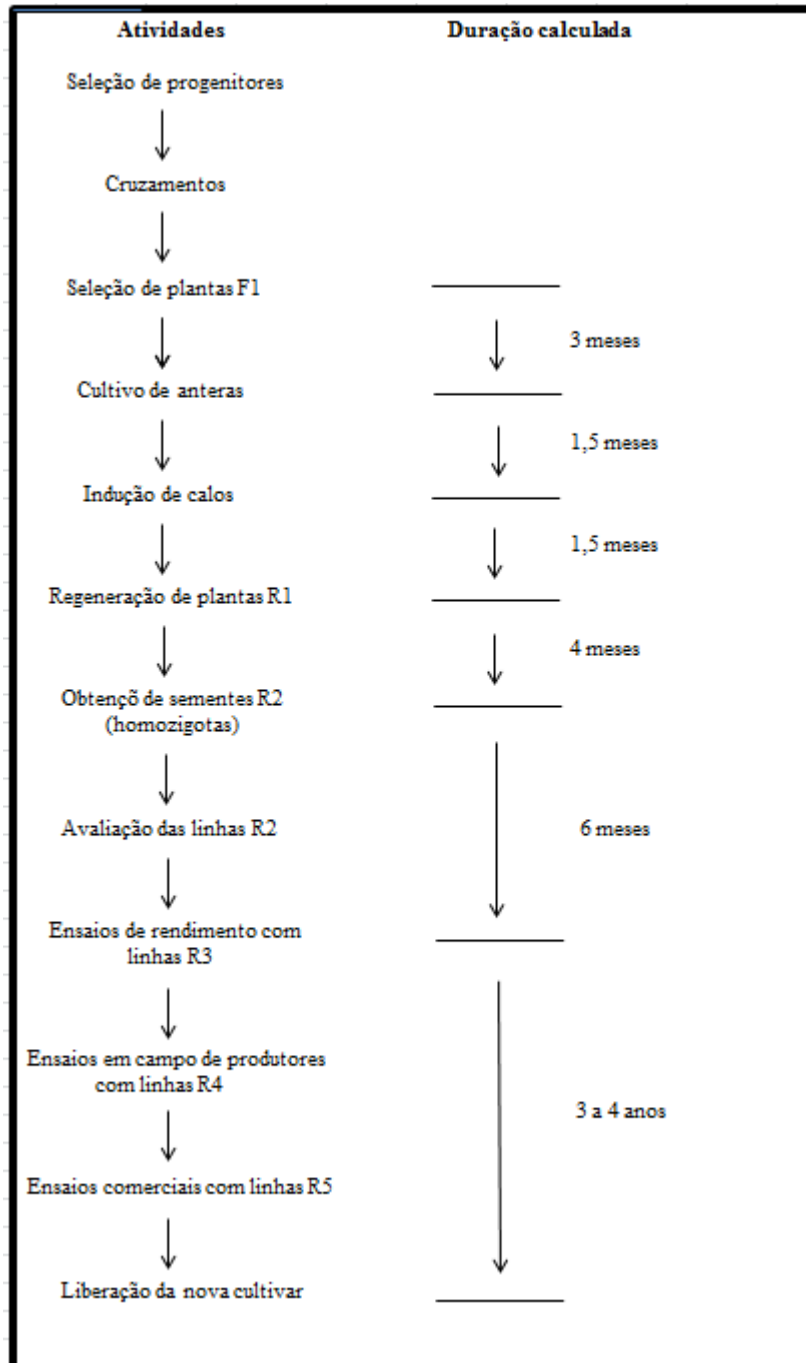 Atividades Duração calculada
Seleção de progenitores
Cruzamentos
Seleção de plantas F1
3 meses
Cultivo de anteras
1,5 meses
Indução de calos
1,5 meses
Regeneração de plantas R1
4 meses
Obtençõ de sementes R2
(homozigotas)
Avaliação das linhas R2 6 meses
Ensaios de rendimento com
linhas R3
Ensaios em campo de produtores
com linhas R4
3 a 4 anos
Ensaios comerciais com linhas R5
Liberação da nova cultivar